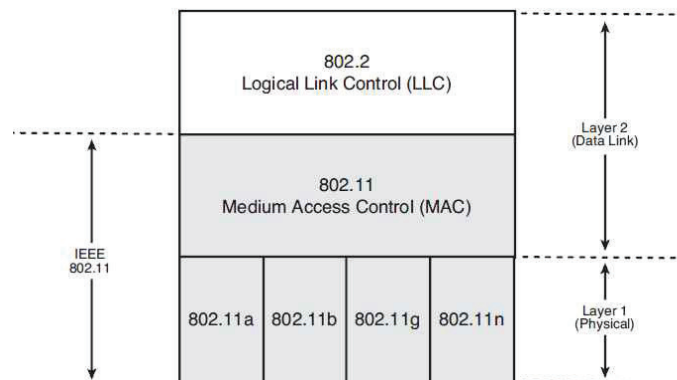 802.2
Logical Link Control (LLC)
Layer 2
(Data Link)
802.11
Medium Access Control (MAC)
IEEE
802.11
802.11a
802.11b
802.11g
802.11n
Layer 1
(Physical)